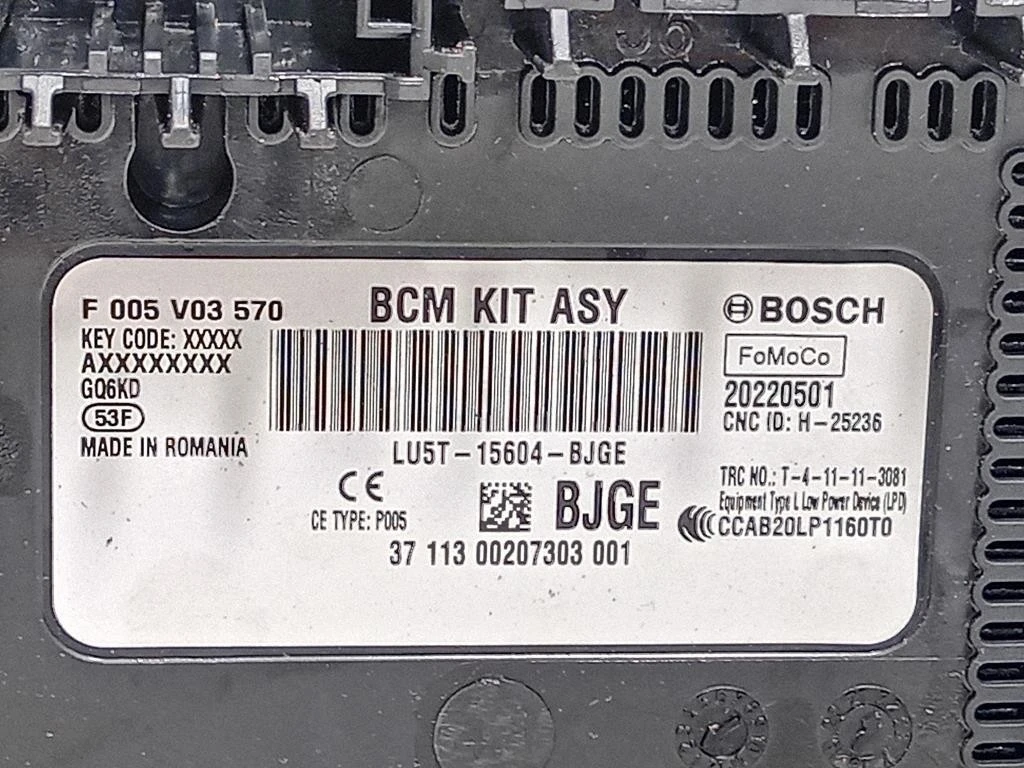 F 005 V03 570
BCM KIT ASY
BOSCH
KEY CODE: XXXXX
AXXXXXXXX
GQ6KD
53F
MADE IN ROMANIA
FoMoCo
20220501
CNC ID: H-25236
LU5T-15604-BJGE
CE
CE TYPE: P005
BJGE
TRC NO.: T-4-11-11-3081
Equipment Type L Low Power Device (LPD)
CCAB20LP1160T0
37 113 00207303 001